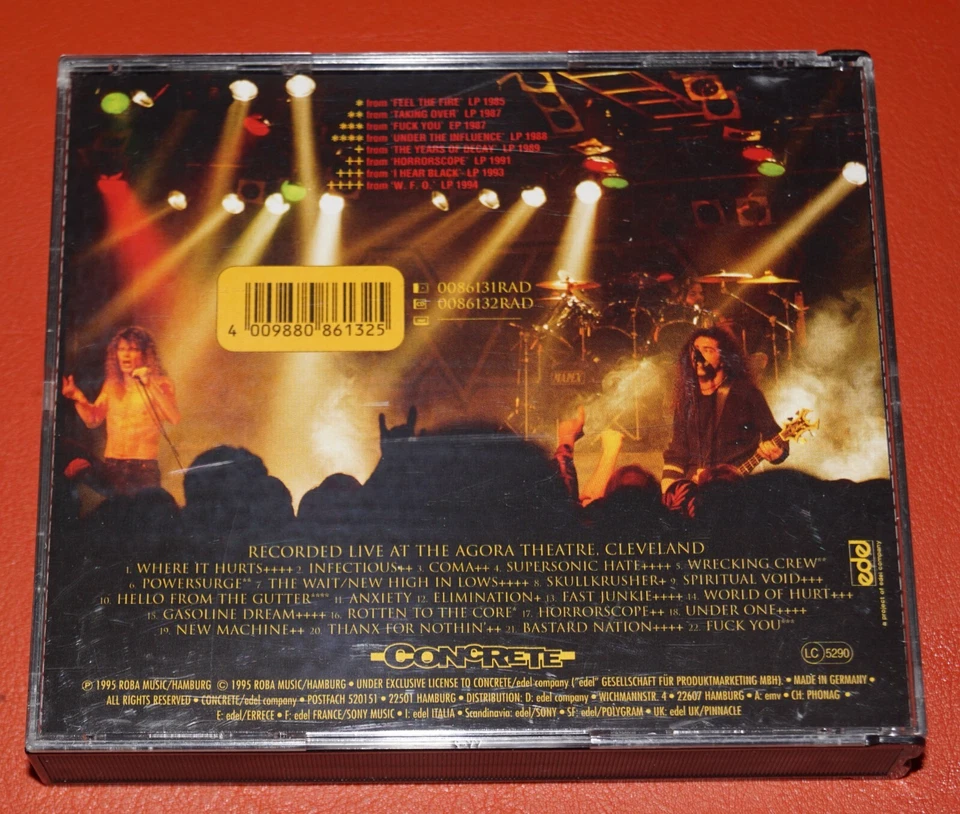 * from 'FEEL THE FIRE' LP 1985
** from 'TAKING OVER' LP 1987
*** from 'FUCK YOU' EP 1987
**** from 'UNDER THE INFLUENCE' LP 1988
+ from 'THE YEARS OF DECAY' LP 1989
++ from 'HORRORSCOPE' LP 1991
+++ from 'I HEAR BLACK' LP 1993
++++ from 'W. F. O.' LP 1994
0086131RAD
0086132RAD
4 009880 861325
MAPEX
RECORDED LIVE AT THE AGORA THEATRE, CLEVELAND
1. WHERE IT HURTS++++ 2. INFECTIOUS++ 3. COMA++ 4. SUPERSONIC HATE++++ 5. WRECKING CREW**
6. POWERSURGE** 7. THE WAIT/NEW HIGH IN LOWS++++ 8. SKULLKRUSHER+ 9. SPIRITUAL VOID+++
10. HELLO FROM THE GUTTER**** 11. ANXIETY 12. ELIMINATION+ 13. FAST JUNKIE++++ 14. WORLD OF HURT+++
15. GASOLINE DREAM++++ 16. ROTTEN TO THE CORE* 17. HORRORSCOPE++ 18. UNDER ONE++++
19. NEW MACHINE++ 20. THANX FOR NOTHIN'++ 21. BASTARD NATION++++ 22. FUCK YOU***
edel
a project of edel company
CONCRETE
LC 5290
℗ 1995 ROBA MUSIC/HAMBURG © 1995 ROBA MUSIC/HAMBURG • UNDER EXCLUSIVE LICENSE TO CONCRETE/edel company ("edel" GESELLSCHAFT FÜR PRODUKTMARKETING MBH). • MADE IN GERMANY •
ALL RIGHTS RESERVED • CONCRETE/edel company • POSTFACH 520151 • 22501 HAMBURG • DISTRIBUTION: D: edel company • WICHMANNSTR. 4 • 22607 HAMBURG • A: emv • CH: PHONAG •
E: edel/ERRECE • F: edel FRANCE/SONY MUSIC • I: edel ITALIA • Scandinavia: edel/SONY • SF: edel/POLYGRAM • UK: edel UK/PINNACLE